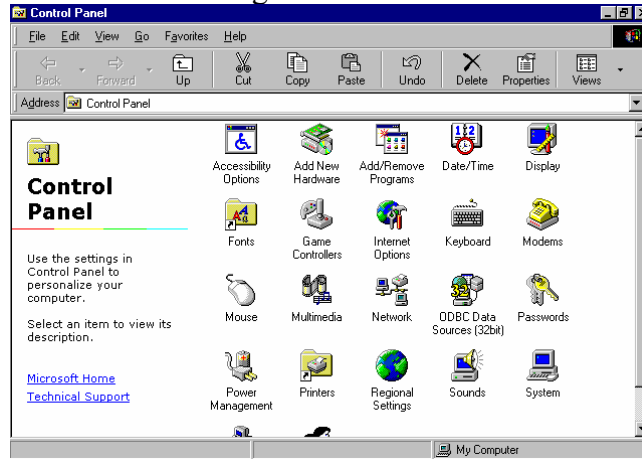 Control Panel
File Edit View Go Favorites Help
Back Forward Up Cut Copy Paste Undo Delete Properties Views
Address Control Panel
Control
Panel
Use the settings in
Control Panel to
personalize your
computer.
Select an item to view its
description.
Microsoft Home
Technical Support
Accessibility
Options
Add New
Hardware
Add/Remove
Programs
Date/Time
Display
Fonts
Game
Controllers
Internet
Options
Keyboard
Modems
Mouse
Multimedia
Network
ODBC Data
Sources (32bit)
Passwords
Power
Management
Printers
Regional
Settings
Sounds
System
My Computer